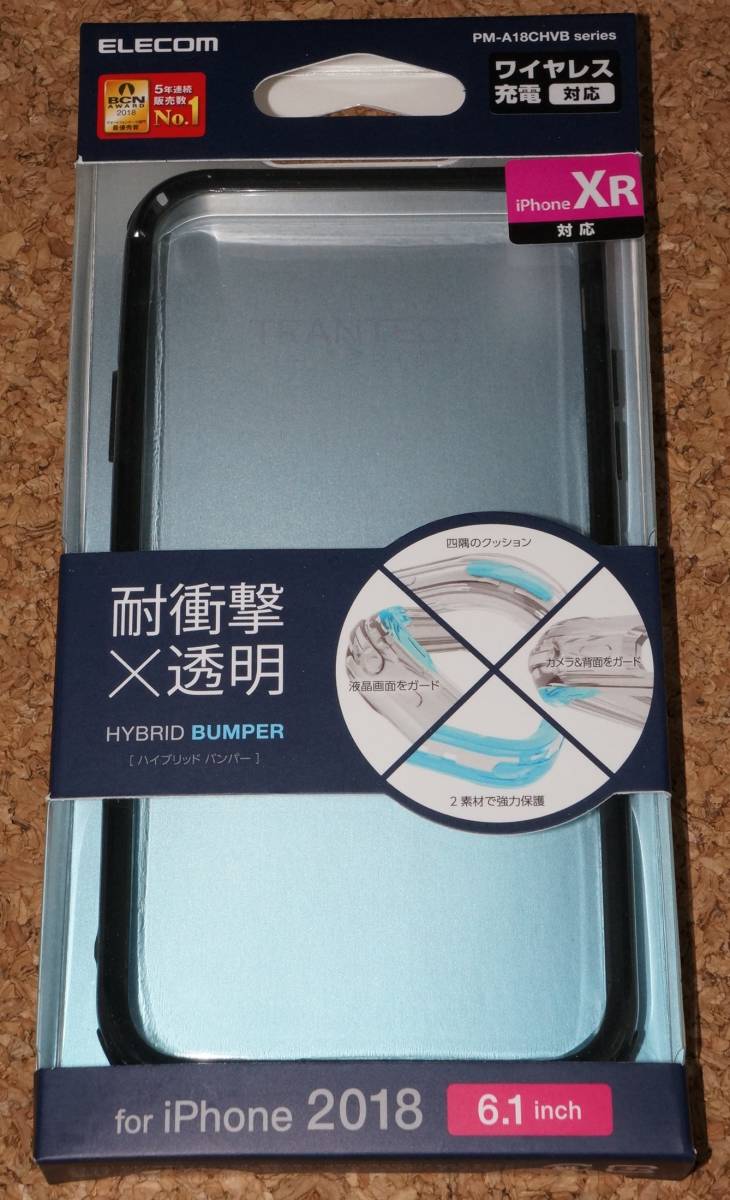 ELECOM
PM-A18CHVB series
BCN
AWARD
2018
最優秀賞
5年連続
販売数
No.1
ワイヤレス
充電 対応
iPhone XR
対応
TRANTECT
耐衝撃
×透明
HYBRID BUMPER
[ ハイブリッド バンパー ]
四隅のクッション
液晶画面をガード
カメラ&背面をガード
2素材で強力保護
for iPhone 2018
6.1 inch